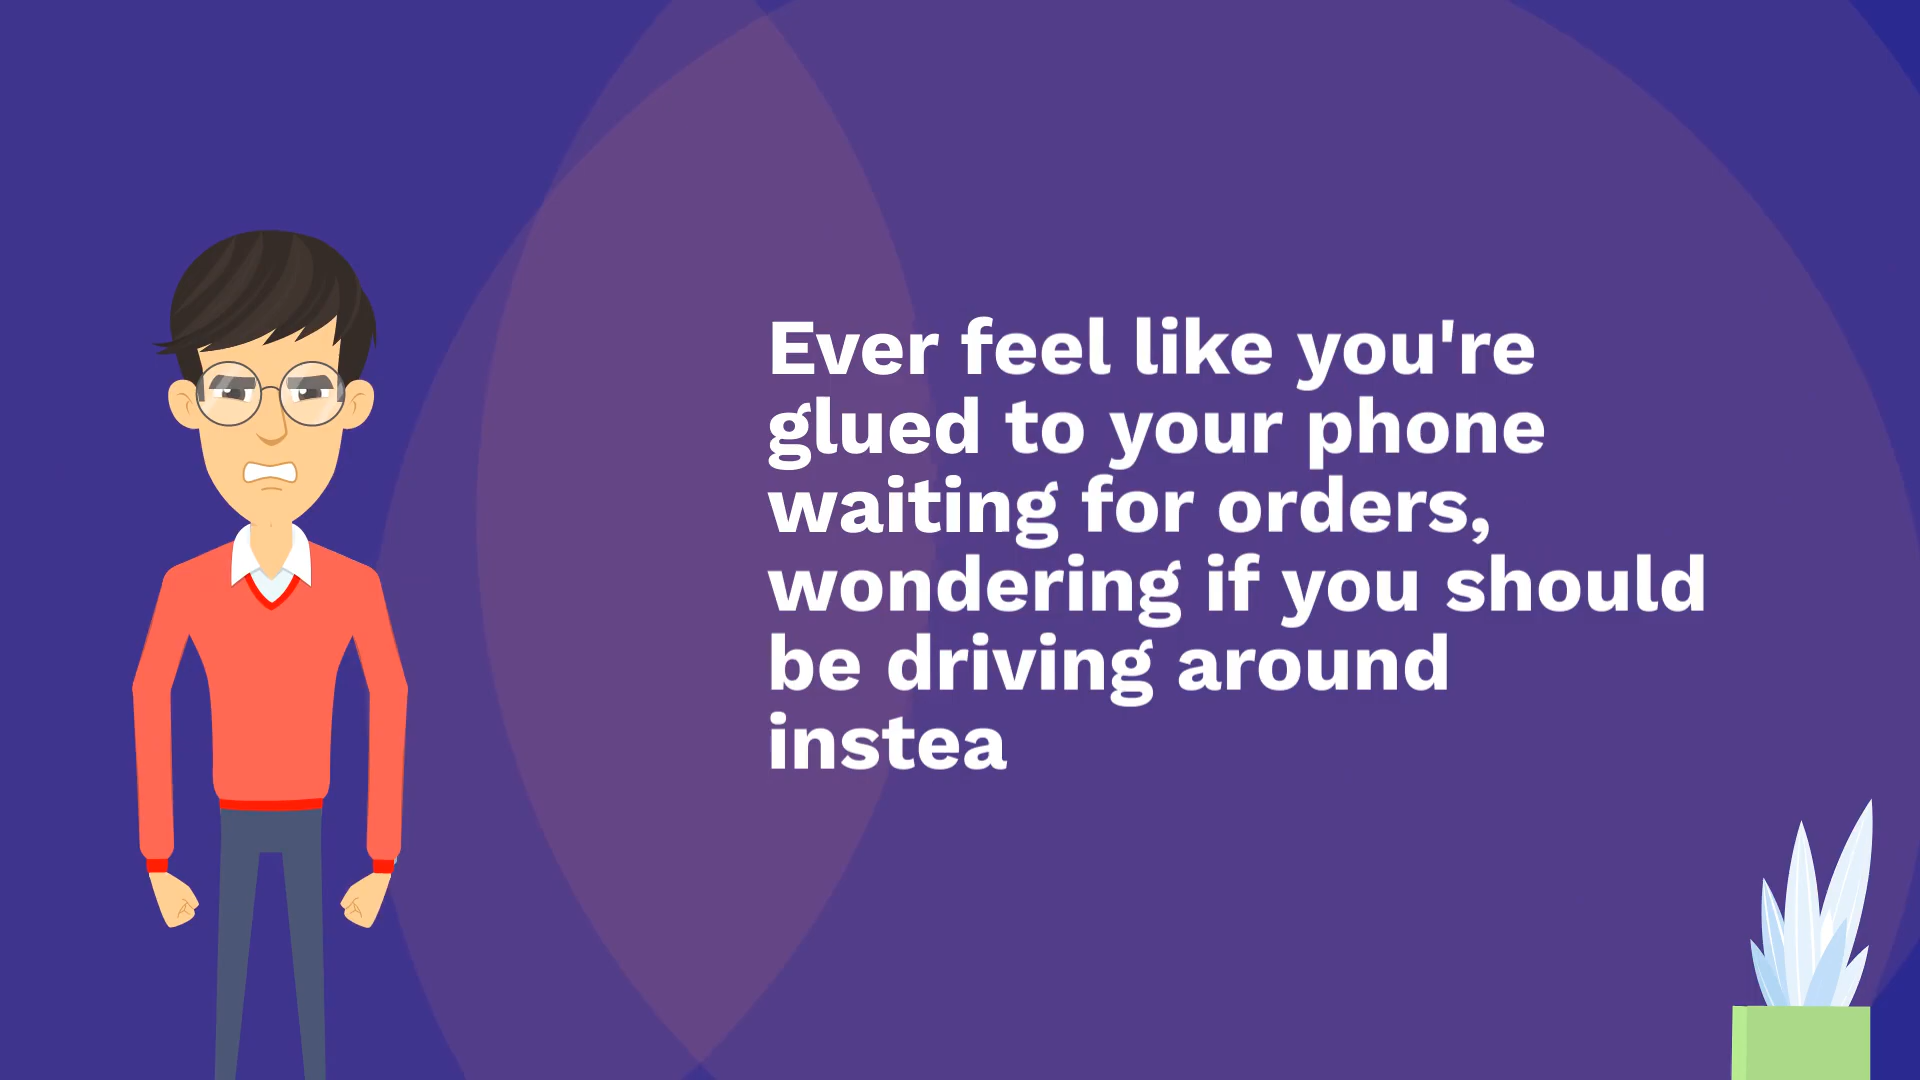 Ever feel like you're
glued to your phone
waiting for orders,
wondering if you should
be driving around
instea